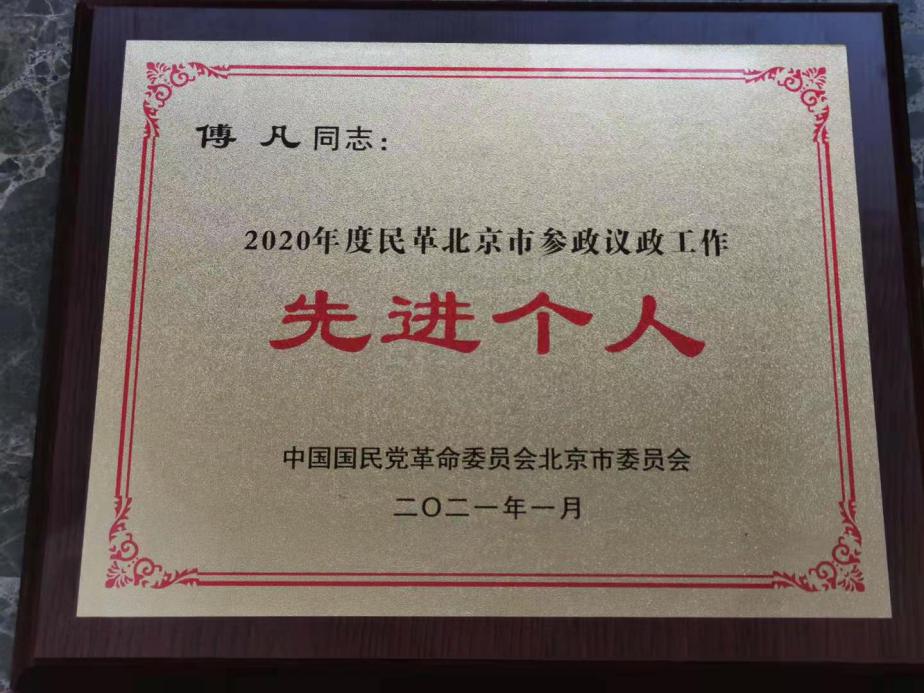 傅 凡同志：
2020年度民革北京市参政议政工作
先进个人
中国国民党革命委员会北京市委员会
二〇二一年一月